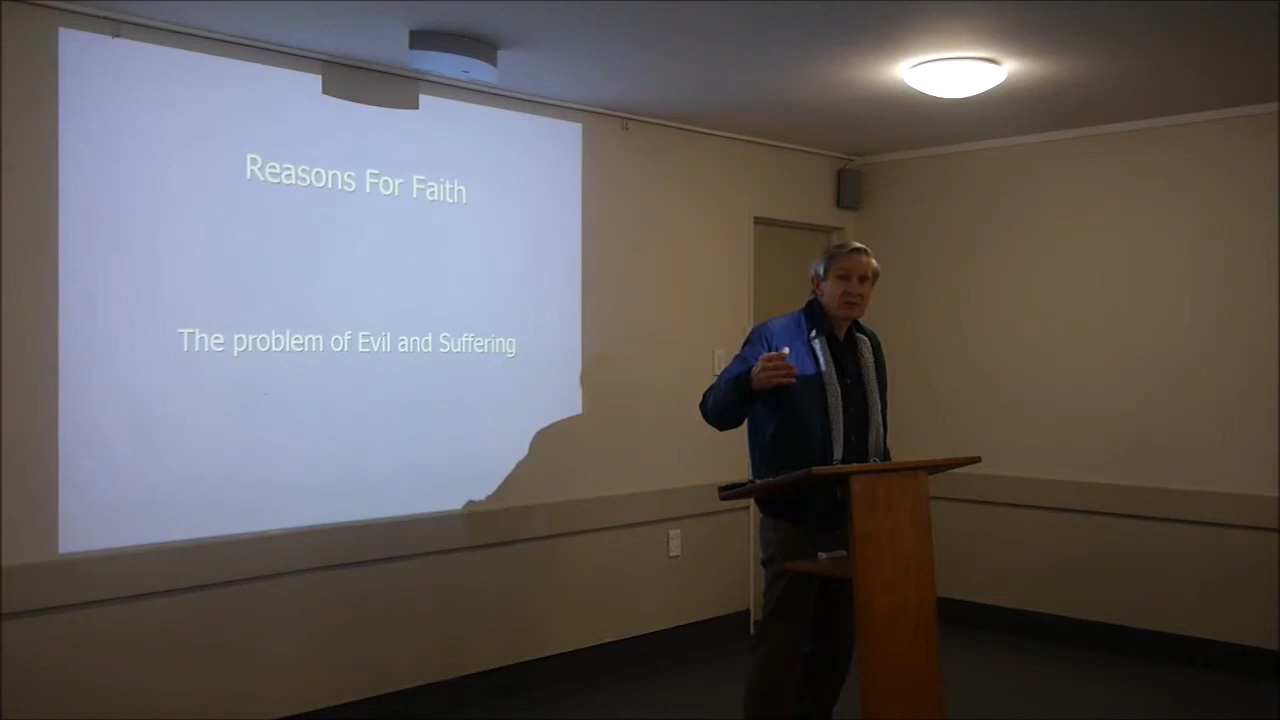 Reasons For Faith
The problem of Evil and Suffering